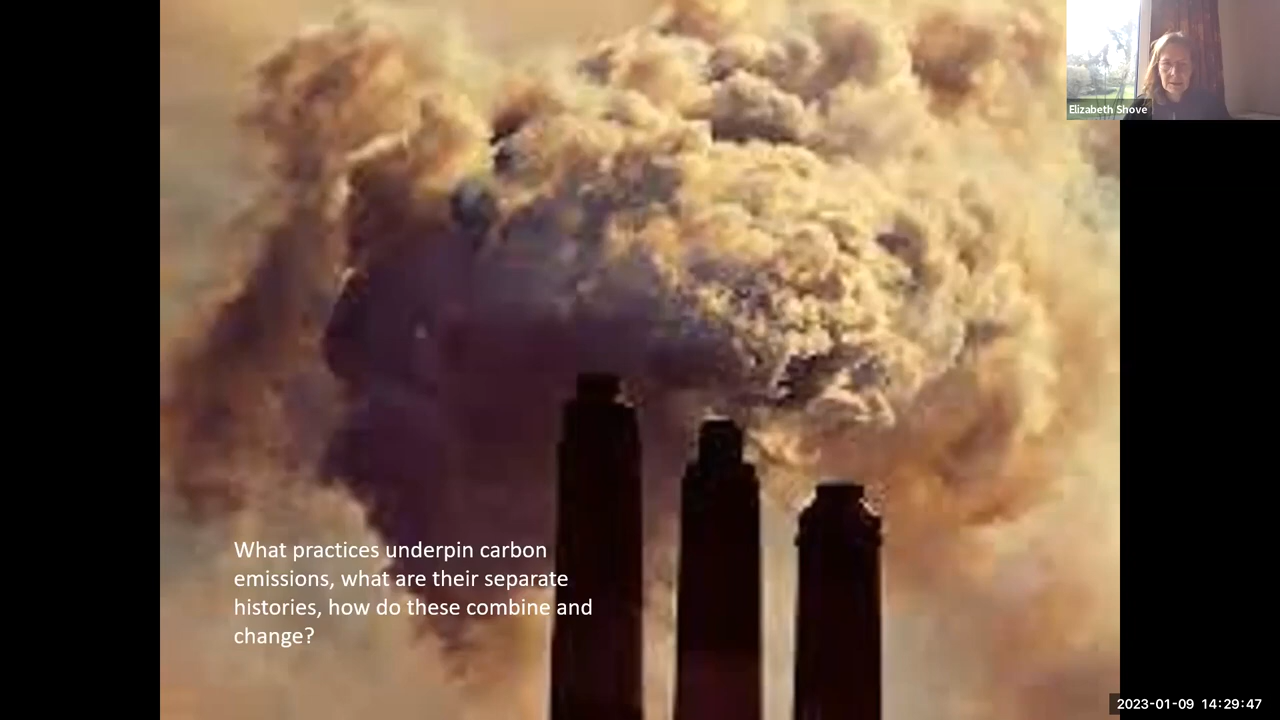 Elizabeth Shove
What practices underpin carbon
emissions, what are their separate
histories, how do these combine and
change?
2023-01-09 14:29:47